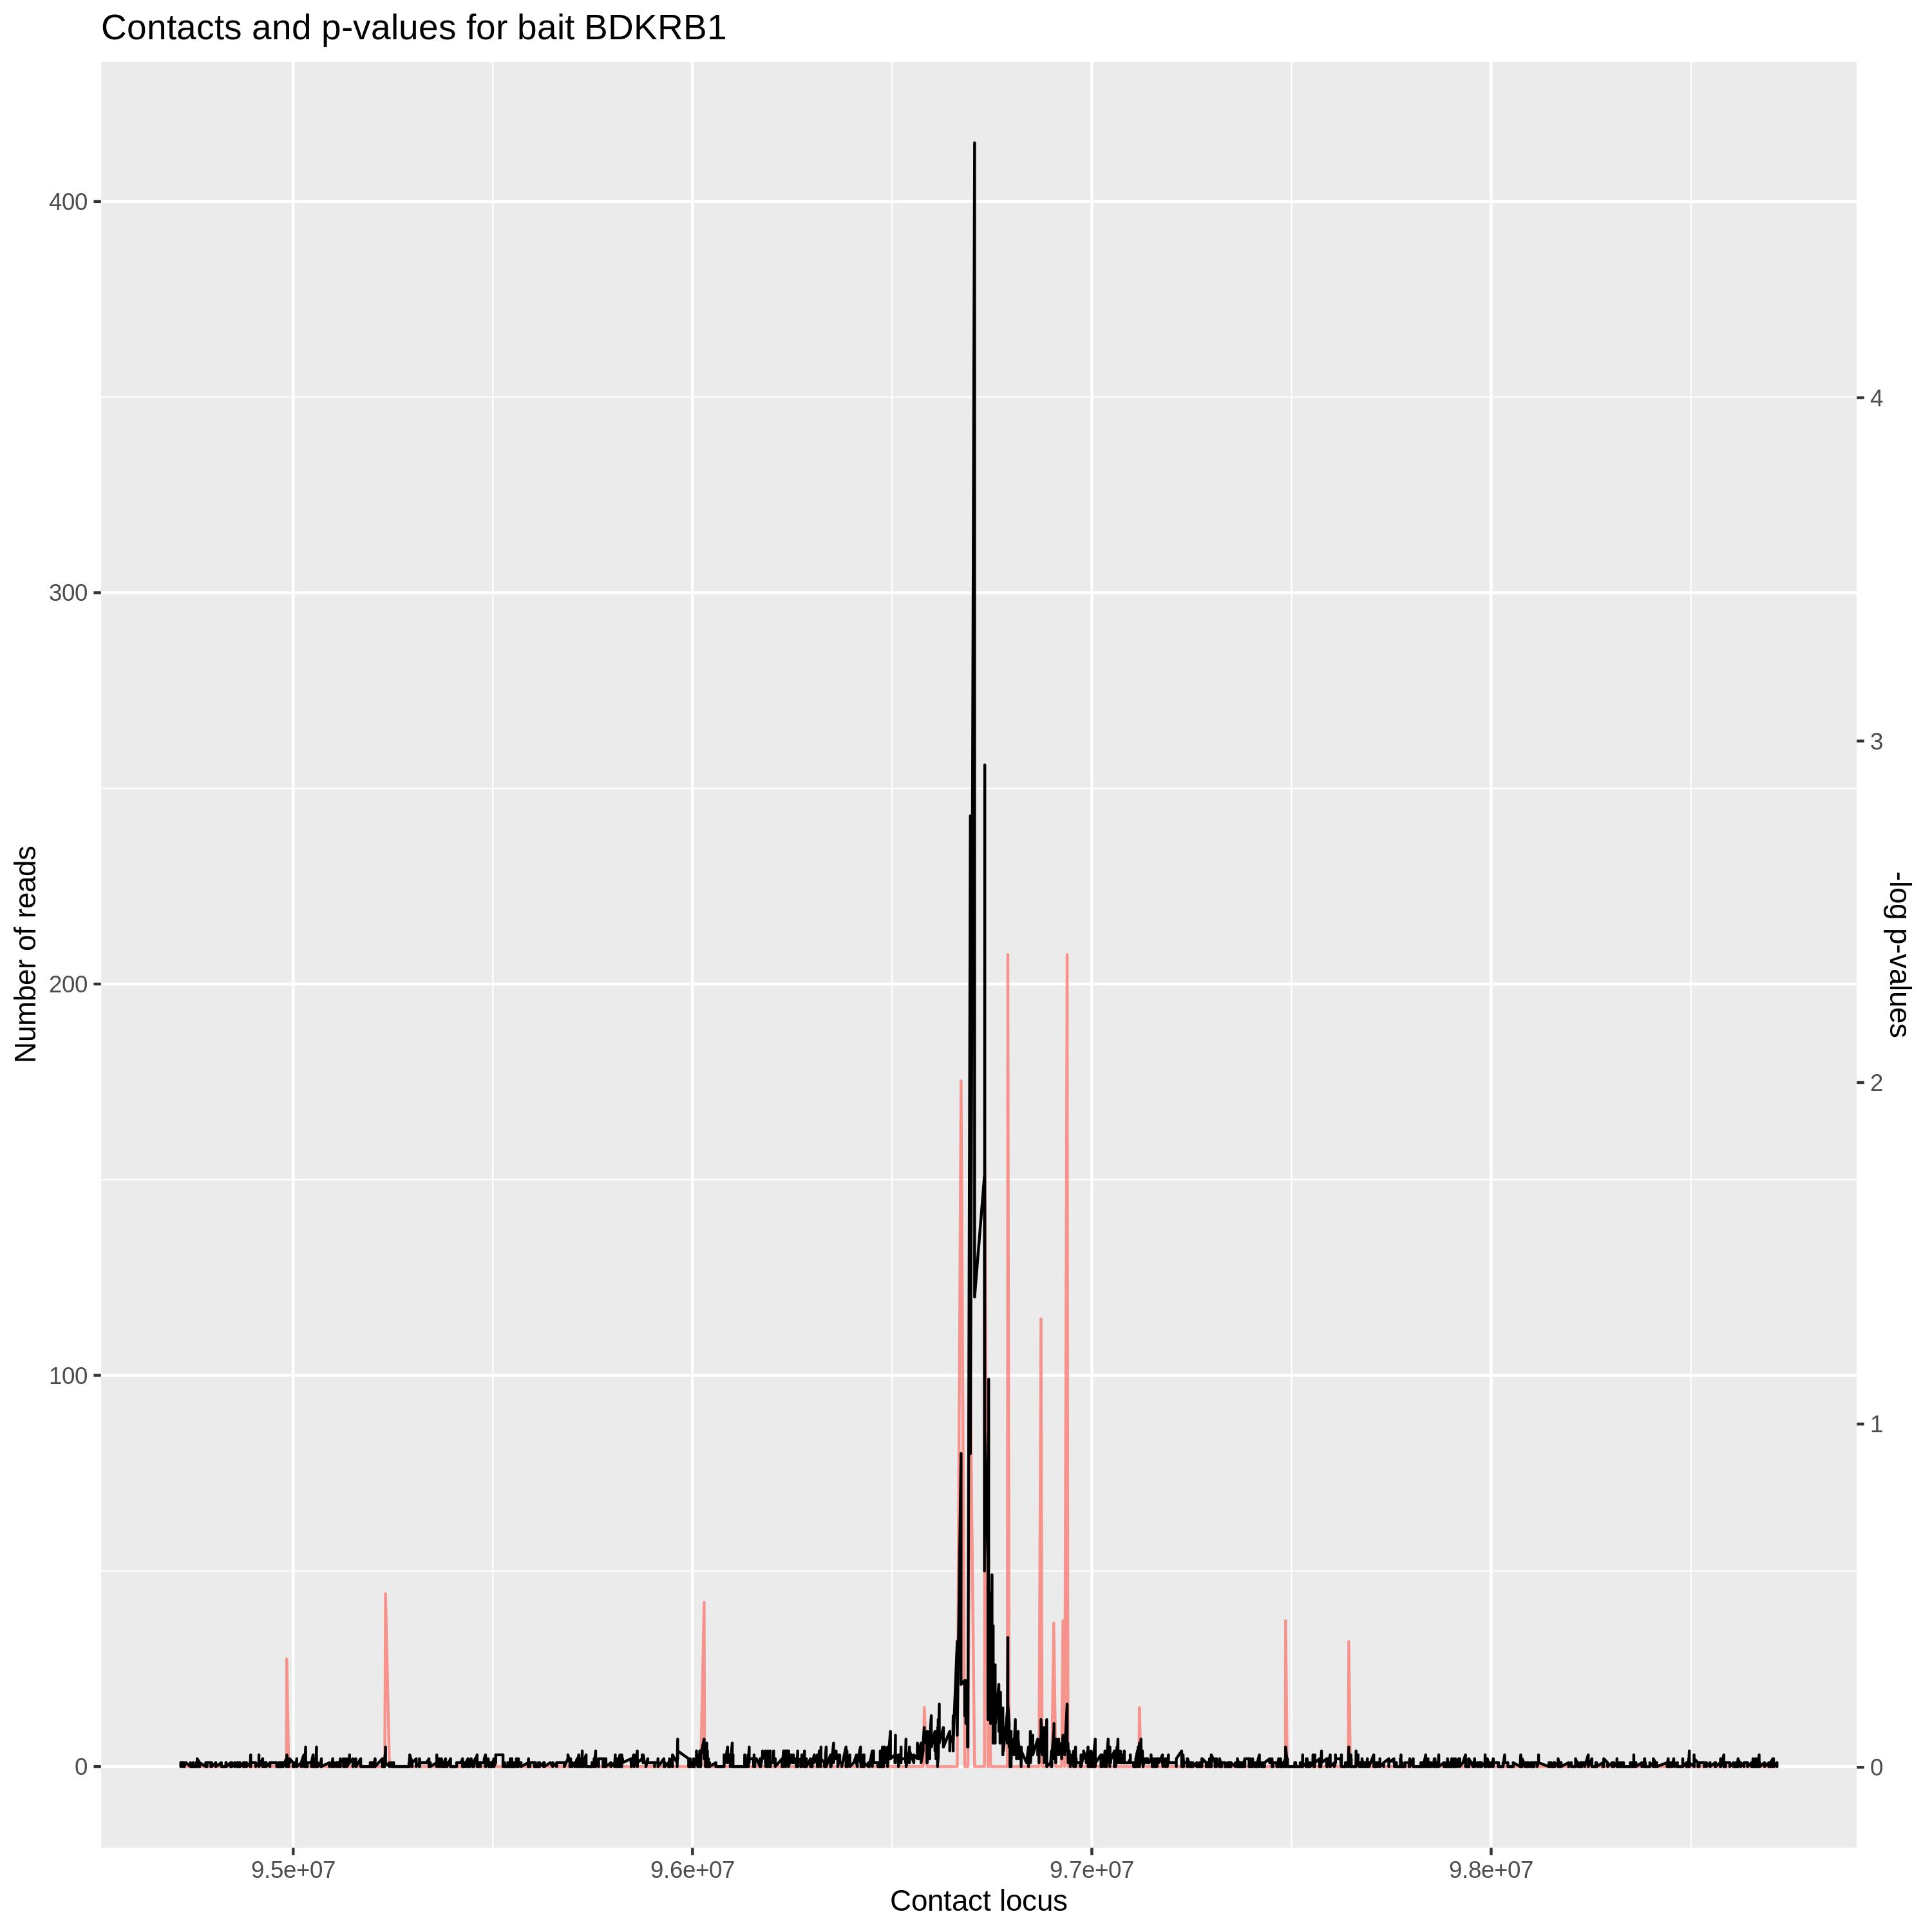 Contacts and p-values for bait BDKRB1
400
300
200
100
0
Number of reads
4
3
2
1
0
-log p-values
9.5e+07 9.6e+07 9.7e+07 9.8e+07
Contact locus